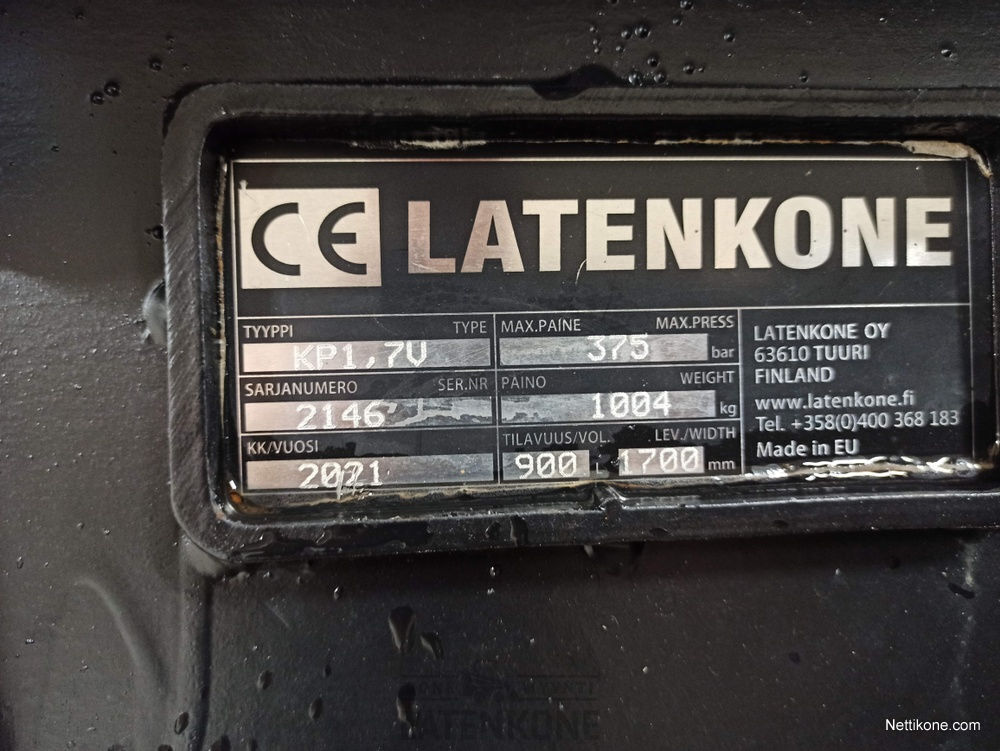 CE LATENKONE
TYYPPI TYPE
KP1,7V
SARJANUMERO SER.NR
2146
KK/VUOSI
2021
MAX.PAINE MAX.PRESS
375 bar
PAINO WEIGHT
1004 kg
TILAVUUS/VOL. LEV./WIDTH
900 L 1700 mm
LATENKONE OY
63610 TUURI
FINLAND
www.latenkone.fi
Tel. +358(0)400 368 183
Made in EU
LATENKONE
Nettikone.com